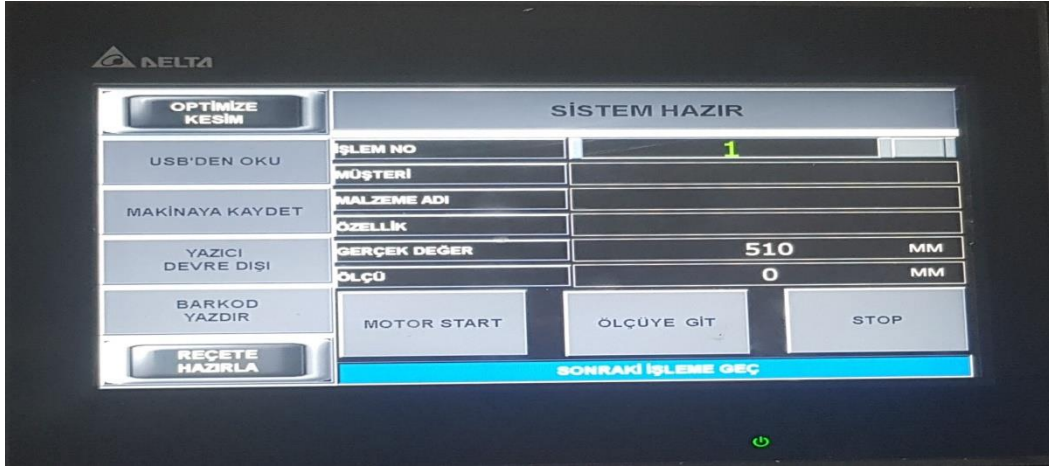 DELTA
OPTİMİZE
KESİM
SİSTEM HAZIR
USB'DEN OKU
MAKİNAYA KAYDET
YAZICI
DEVRE DIŞI
BARKOD
YAZDIR
REÇETE
HAZIRLA
İŞLEM NO 1
MÜŞTERİ
MALZEME ADI
ÖZELLİK
GERÇEK DEĞER 510 MM
ÖLÇÜ 0 MM
MOTOR START ÖLÇÜYE GİT STOP
SONRAKİ İŞLEME GEÇ